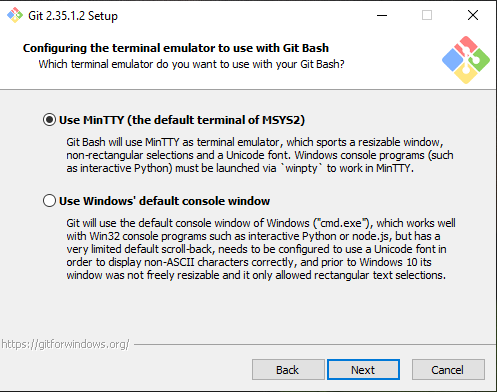 Git 2.35.1.2 Setup
Configuring the terminal emulator to use with Git Bash
Which terminal emulator do you want to use with your Git Bash?
Use MinTTY (the default terminal of MSYS2)
Git Bash will use MinTTY as terminal emulator, which sports a resizable window,
non-rectangular selections and a Unicode font. Windows console programs (such
as interactive Python) must be launched via `winpty` to work in MinTTY.
Use Windows' default console window
Git will use the default console window of Windows ("cmd.exe"), which works well
with Win32 console programs such as interactive Python or node.js, but has a
very limited default scroll-back, needs to be configured to use a Unicode font in
order to display non-ASCII characters correctly, and prior to Windows 10 its
window was not freely resizable and it only allowed rectangular text selections.
https://gitforwindows.org/
Back
Next
Cancel